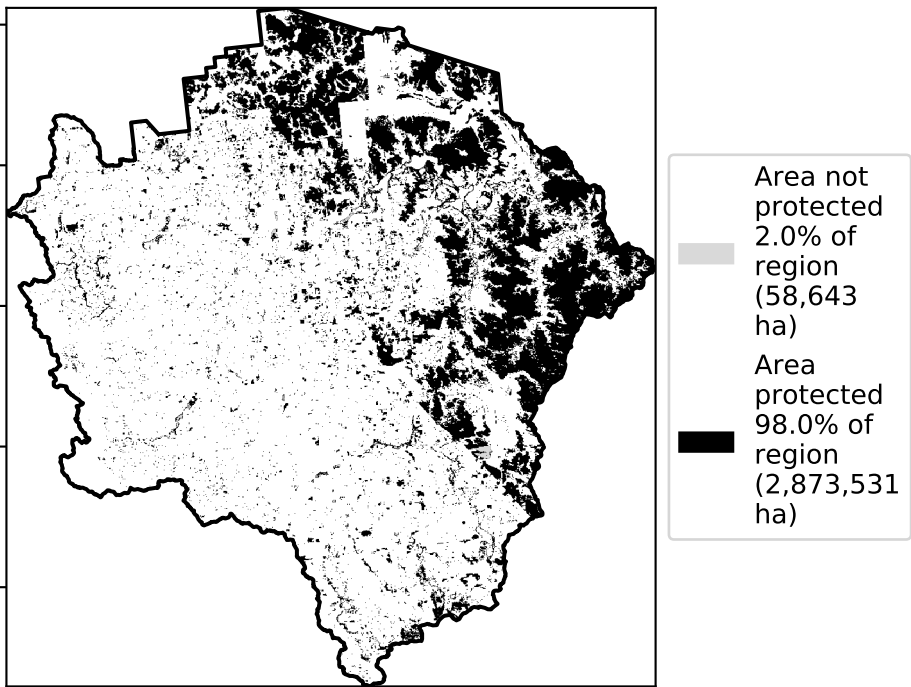 Area not
protected
2.0% of
region
(58,643
ha)
Area
protected
98.0% of
region
(2,873,531
ha)